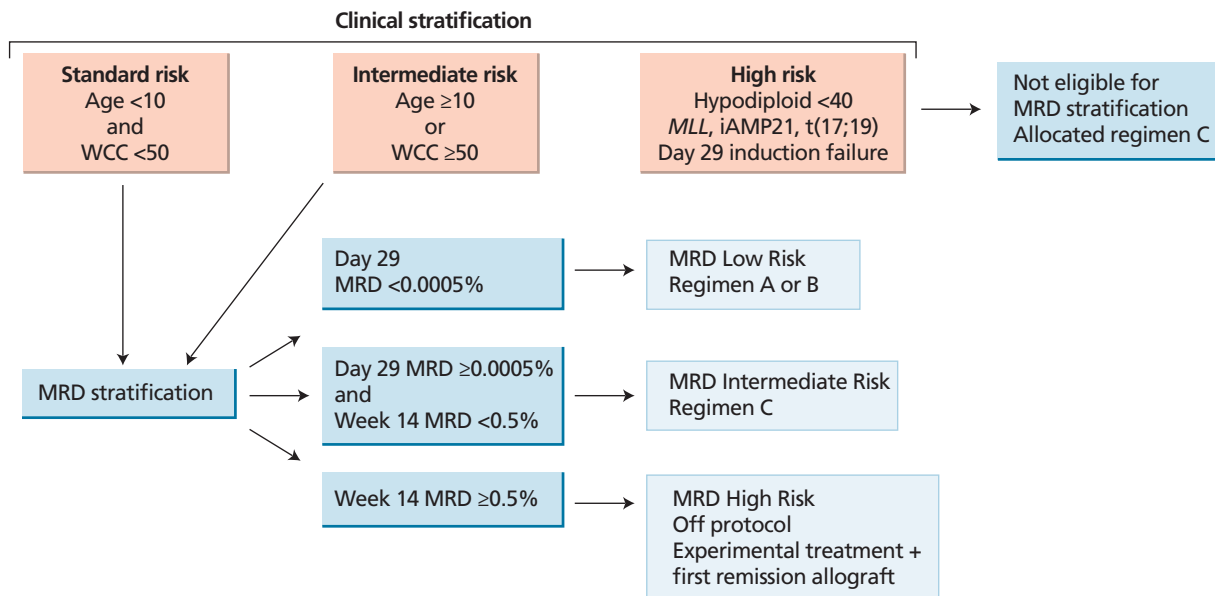 Clinical stratification
Standard risk
Age <10
and
WCC <50
Intermediate risk
Age ≥10
or
WCC ≥50
High risk
Hypodiploid <40
MLL, iAMP21, t(17;19)
Day 29 induction failure
Not eligible for
MRD stratification
Allocated regimen C
Day 29
MRD <0.0005%
MRD Low Risk
Regimen A or B
MRD stratification
Day 29 MRD ≥0.0005%
and
Week 14 MRD <0.5%
MRD Intermediate Risk
Regimen C
Week 14 MRD ≥0.5%
MRD High Risk
Off protocol
Experimental treatment +
first remission allograft